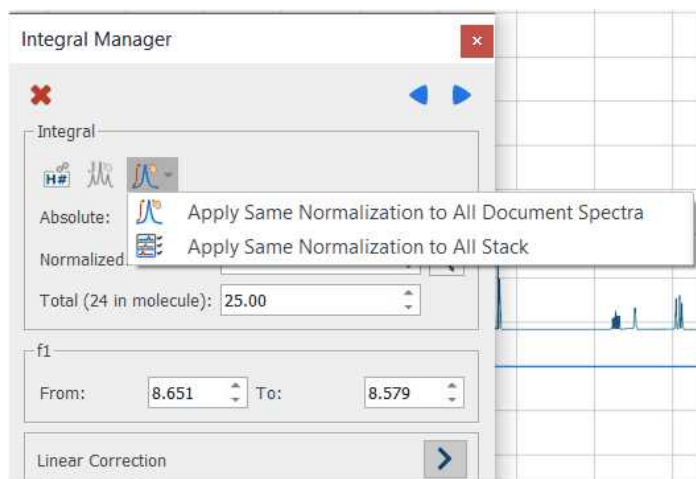 Integral Manager
Integral
H#
Absolute:
Apply Same Normalization to All Document Spectra
Normalized
Apply Same Normalization to All Stack
Total (24 in molecule): 25.00
f1
From: 8.651 To: 8.579
Linear Correction